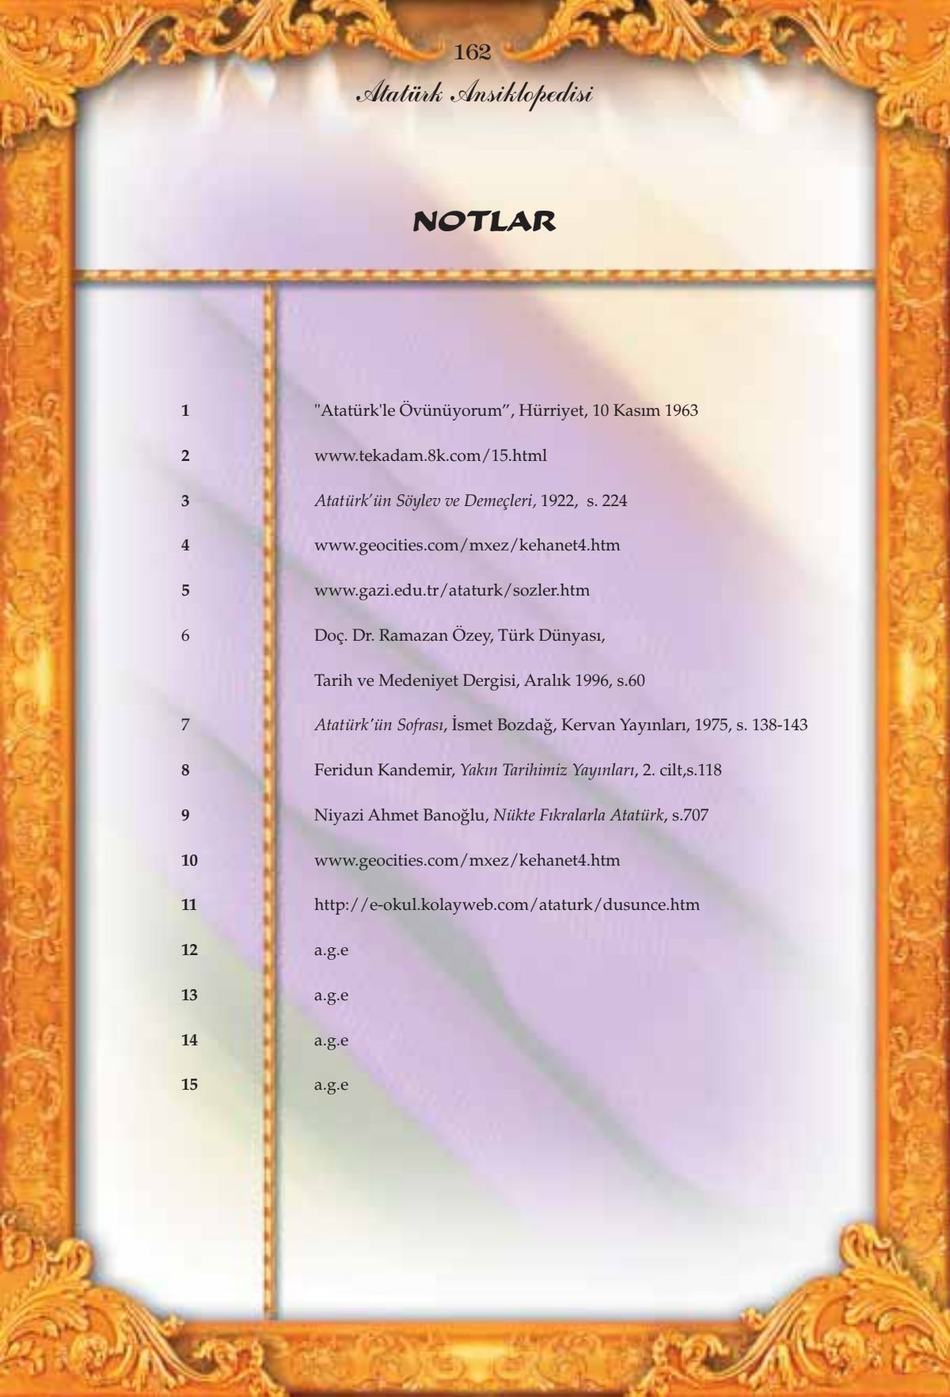 162
Atatürk Ansiklopedisi
NOTLAR
1 "Atatürk'le Övünüyorum”, Hürriyet, 10 Kasım 1963
2 www.tekadam.8k.com/15.html
3 Atatürk’ün Söylev ve Demeçleri, 1922, s. 224
4 www.geocities.com/mxez/kehanet4.htm
5 www.gazi.edu.tr/ataturk/sozler.htm
6 Doç. Dr. Ramazan Özey, Türk Dünyası,
Tarih ve Medeniyet Dergisi, Aralık 1996, s.60
7 Atatürk'ün Sofrası, İsmet Bozdağ, Kervan Yayınları, 1975, s. 138-143
8 Feridun Kandemir, Yakın Tarihimiz Yayınları, 2. cilt,s.118
9 Niyazi Ahmet Banoğlu, Nükte Fıkralarla Atatürk, s.707
10 www.geocities.com/mxez/kehanet4.htm
11 http://e-okul.kolayweb.com/ataturk/dusunce.htm
12 a.g.e
13 a.g.e
14 a.g.e
15 a.g.e